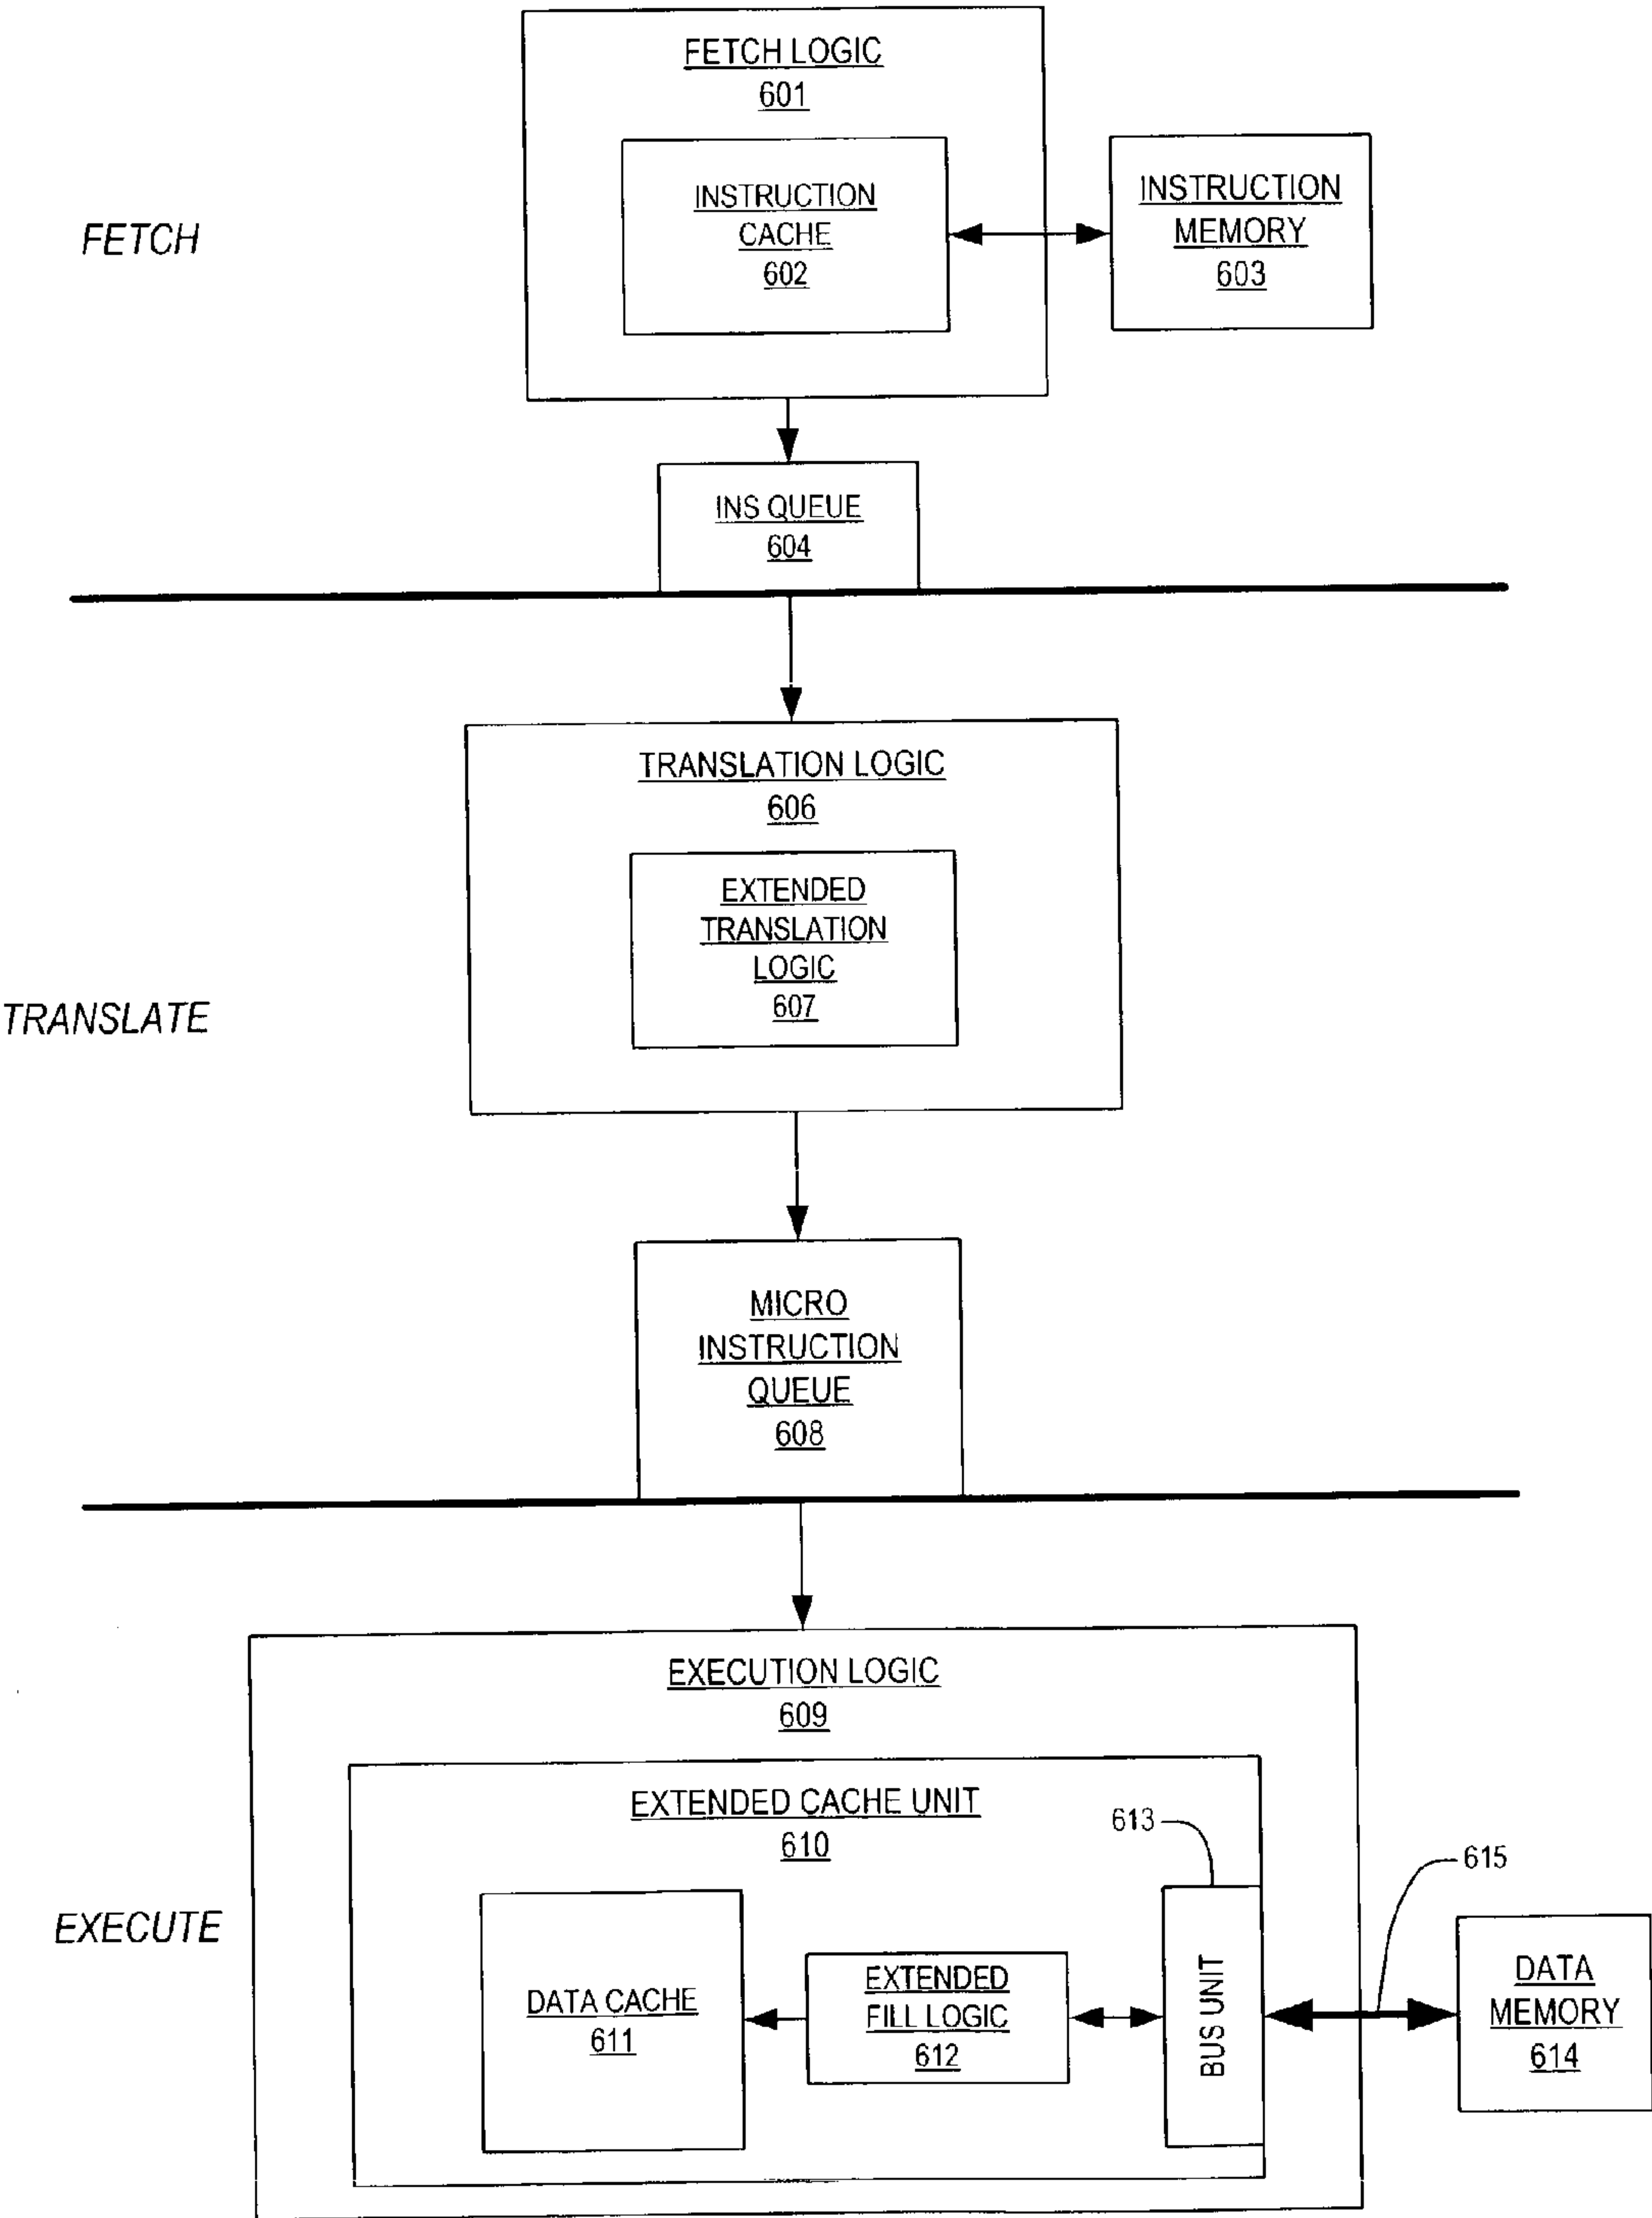 FETCH LOGIC
601
INSTRUCTION
CACHE
602
INSTRUCTION
MEMORY
603
FETCH
INS QUEUE
604
TRANSLATION LOGIC
606
EXTENDED
TRANSLATION
LOGIC
607
TRANSLATE
MICRO
INSTRUCTION
QUEUE
608
EXECUTION LOGIC
609
EXTENDED CACHE UNIT
610
613
615
EXECUTE
DATA CACHE
611
EXTENDED
FILL LOGIC
612
BUS UNIT
DATA
MEMORY
614